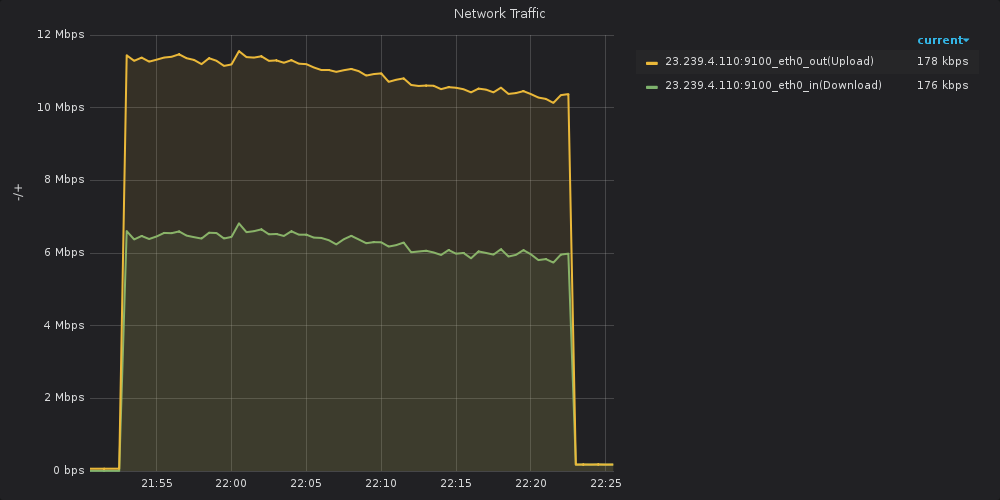 Network Traffic
12 Mbps
10 Mbps
8 Mbps
6 Mbps
4 Mbps
2 Mbps
0 bps
-/+
21:55 22:00 22:05 22:10 22:15 22:20 22:25
current
23.239.4.110:9100_eth0_out(Upload) 178 kbps
23.239.4.110:9100_eth0_in(Download) 176 kbps